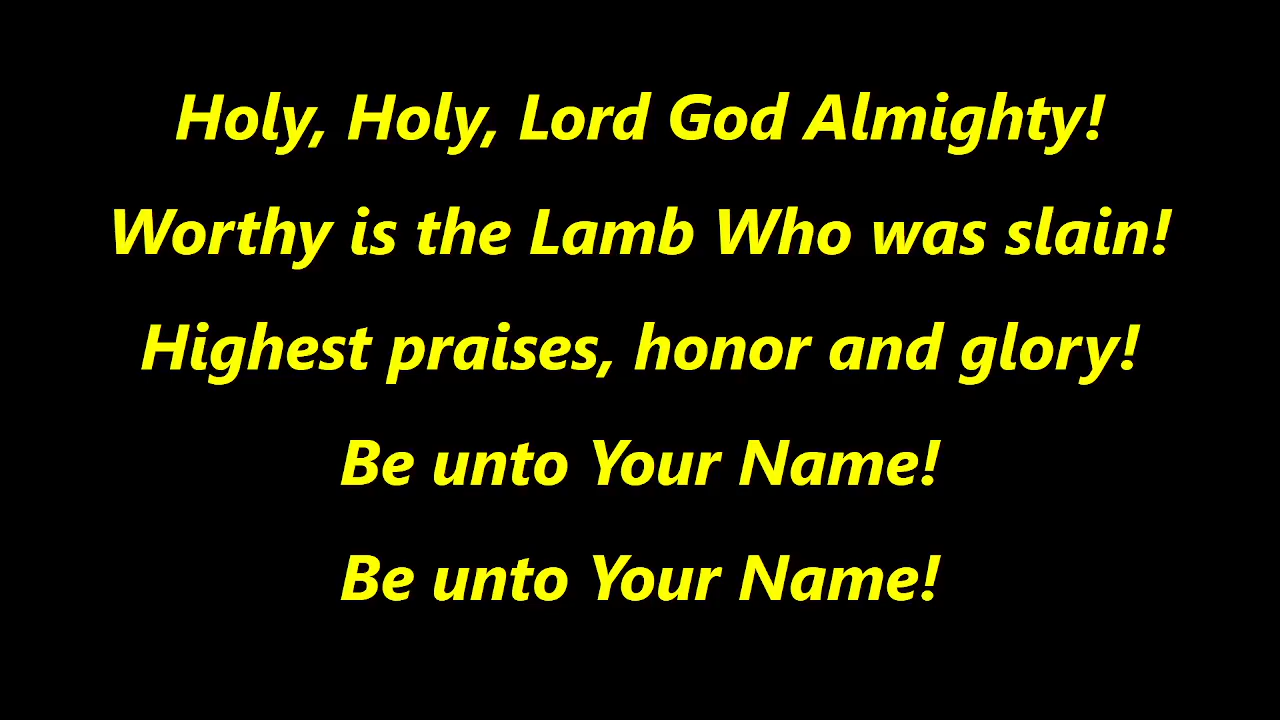 Holy, Holy, Lord God Almighty!
Worthy is the Lamb Who was slain!
Highest praises, honor and glory!
Be unto Your Name!
Be unto Your Name!